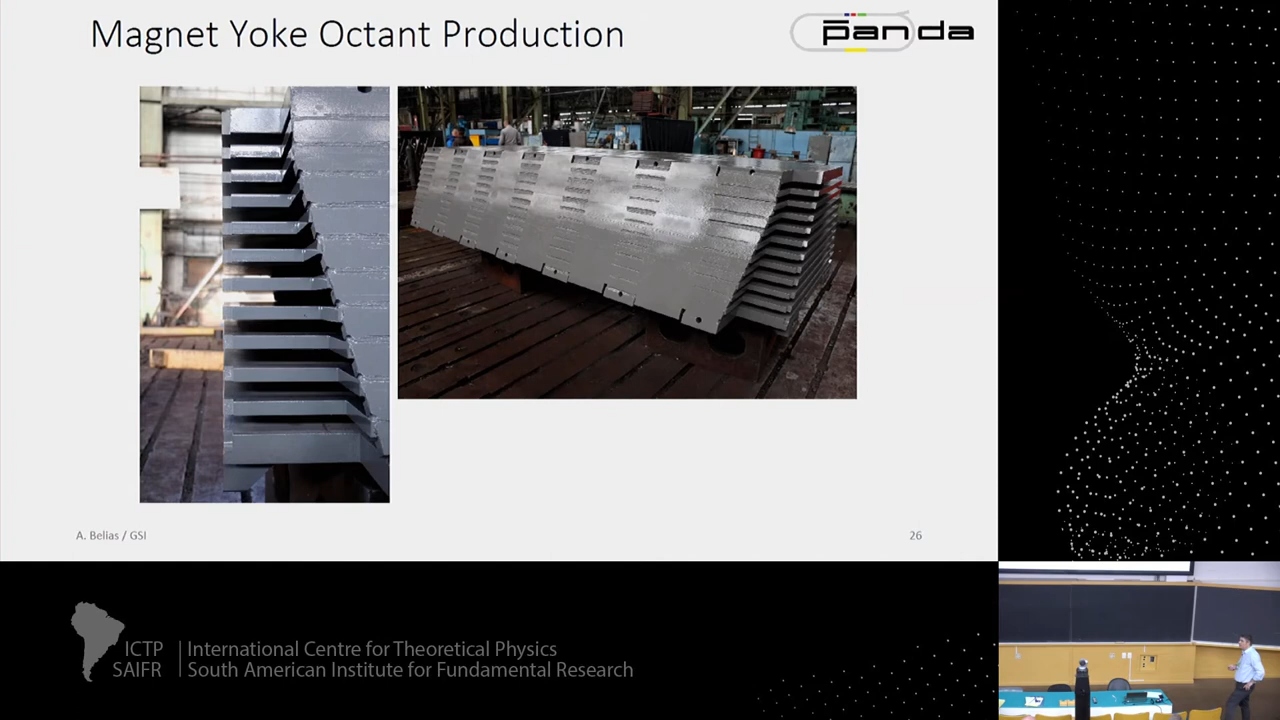 Magnet Yoke Octant Production
panda
A. Belias / GSI
26
ICTP
SAIFR
International Centre for Theoretical Physics
South American Institute for Fundamental Research